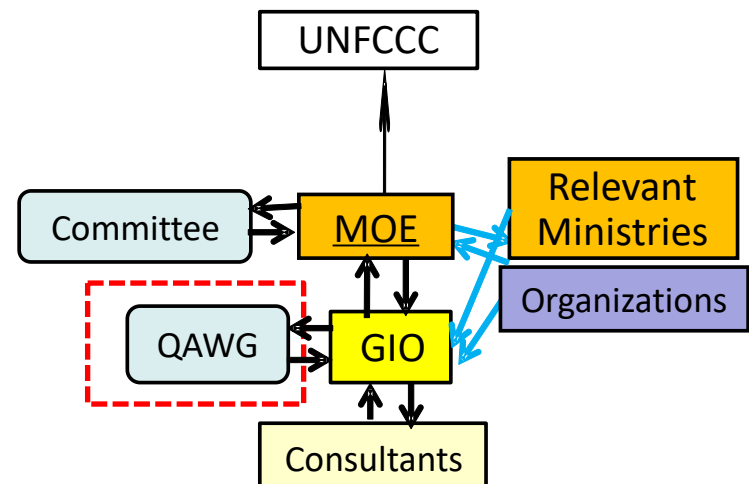 UNFCCC
Committee
MOE
Relevant
Ministries
Organizations
QAWG
GIO
Consultants